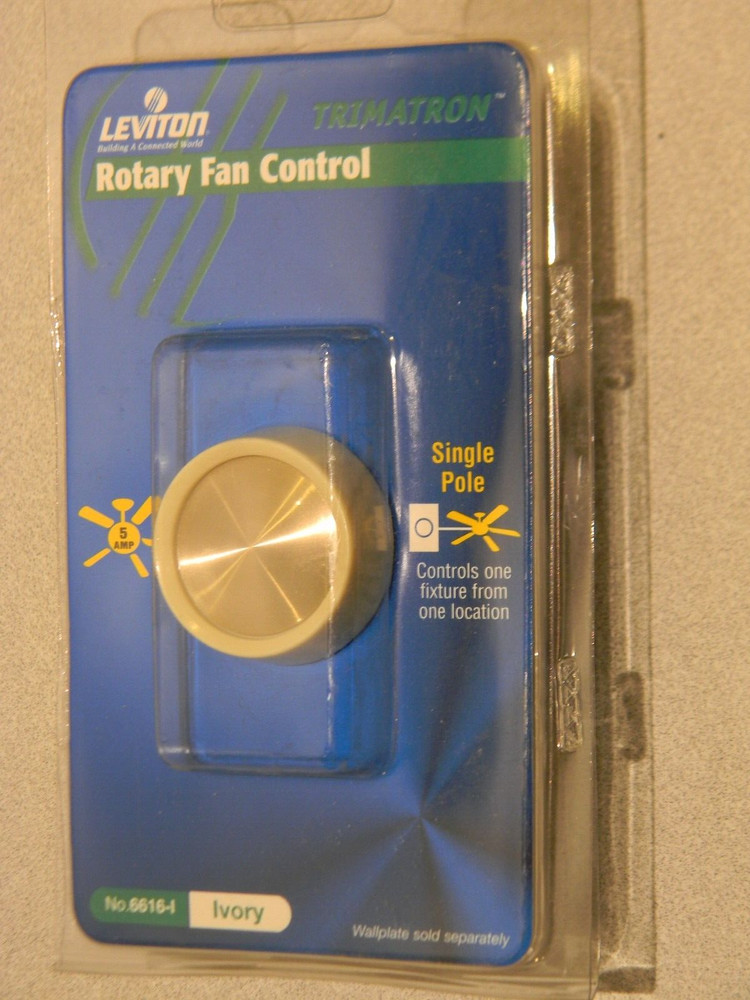 LEVITON
Building A Connected World
TRIMATRON™
Rotary Fan Control
Single
Pole
5
AMP
Controls one
fixture from
one location
No.6616-I
Ivory
Wallplate sold separately